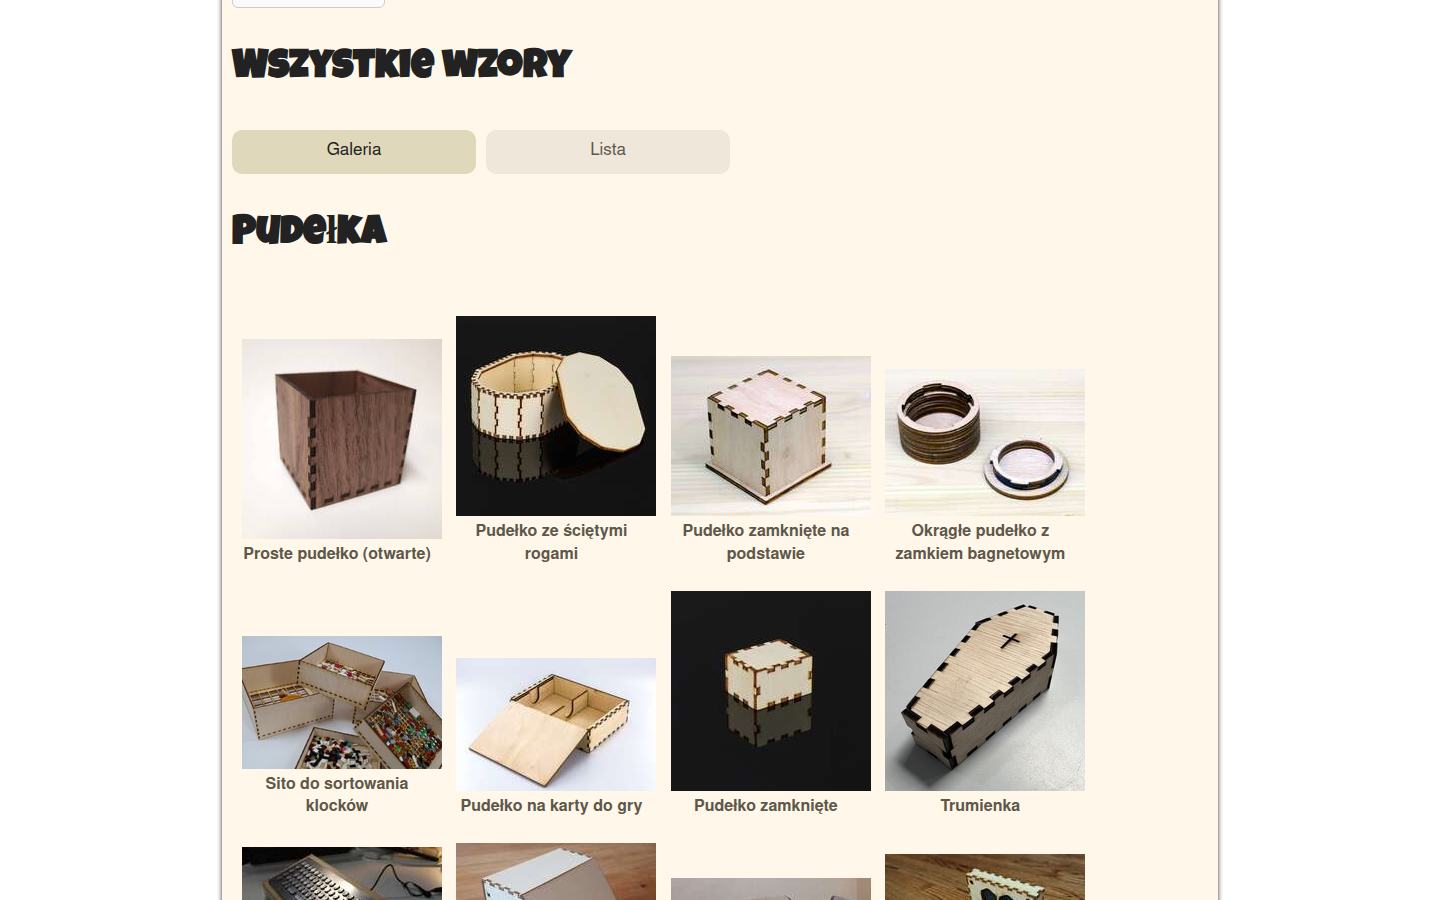 Wszystkie wzory
Galeria
Lista
Pudełka
Proste pudełko (otwarte)
Pudełko ze ściętymi
rogami
Pudełko zamknięte na
podstawie
Okrągłe pudełko z
zamkiem bagnetowym
Sito do sortowania
klocków
Pudełko na karty do gry
Pudełko zamknięte
Trumienka